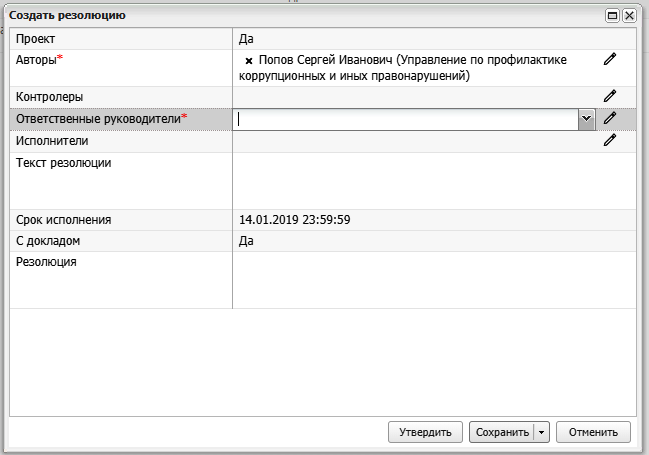 Создать резолюцию
Проект Да
Авторы* × Попов Сергей Иванович (Управление по профилактике
коррупционных и иных правонарушений)
Контролеры
Ответственные руководители*
Исполнители
Текст резолюции
Срок исполнения 14.01.2019 23:59:59
С докладом Да
Резолюция
Утвердить Сохранить Отменить